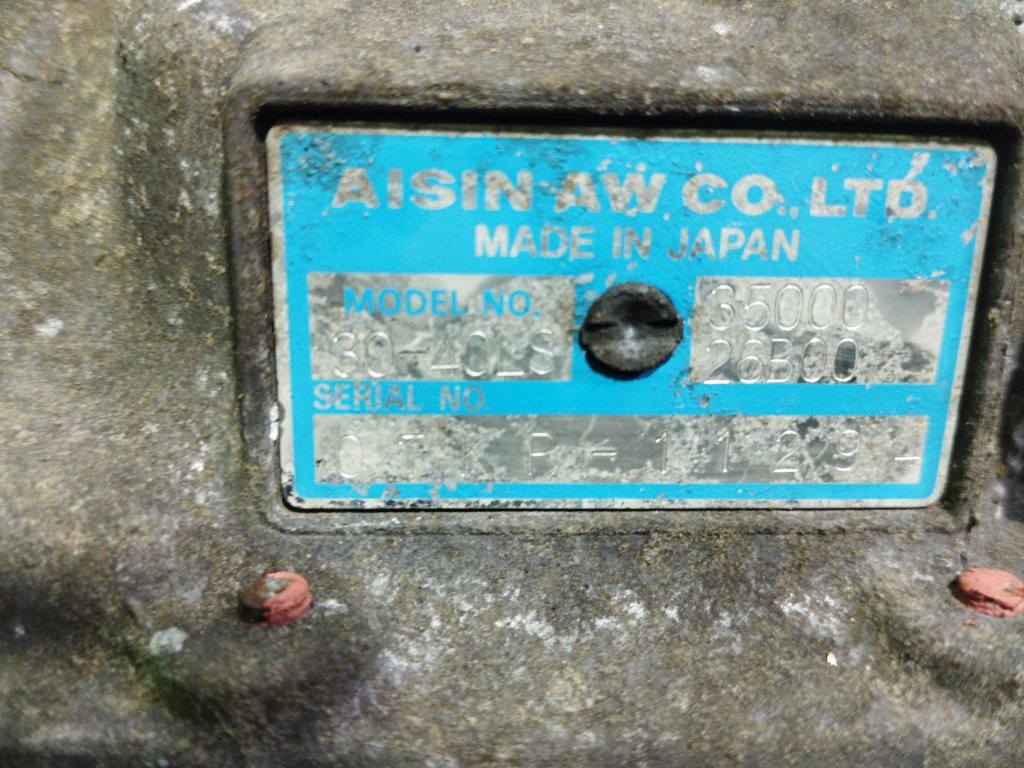 AISIN AW CO., LTD.
MADE IN JAPAN
MODEL NO.
30-40LS
35000
26B00
SERIAL NO
P-1129-